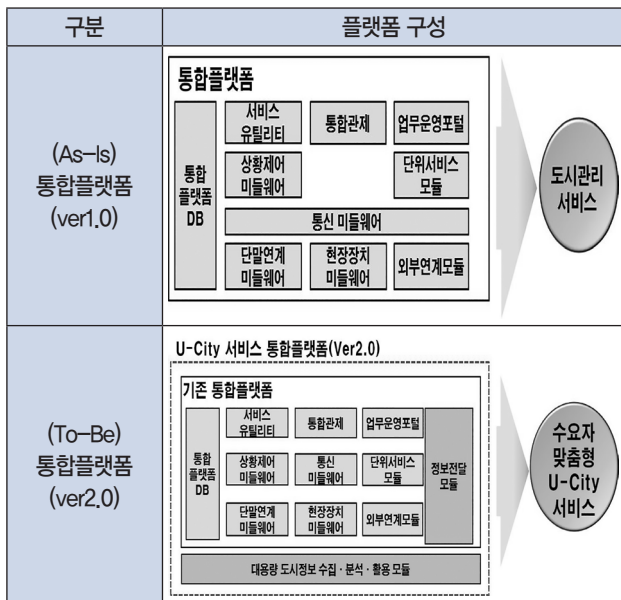 구분
플랫폼 구성
(As-Is)
통합플랫폼
(ver1.0)
통합플랫폼
통합
플랫폼
DB
서비스
유틸리티
통합관제
업무운영포털
상황제어
미들웨어
단위서비스
모듈
통신 미들웨어
단말연계
미들웨어
현장장치
미들웨어
외부연계모듈
도시관리
서비스
(To-Be)
통합플랫폼
(ver2.0)
U-City 서비스 통합플랫폼(Ver2.0)
기존 통합플랫폼
통합
플랫폼
DB
서비스
유틸리티
통합관제
업무운영포털
상황제어
미들웨어
통신
미들웨어
단위서비스
모듈
단말연계
미들웨어
현장장치
미들웨어
외부연계모듈
정보전달
모듈
대용량 도시정보 수집 · 분석 · 활용 모듈
수요자
맞춤형
U-City
서비스